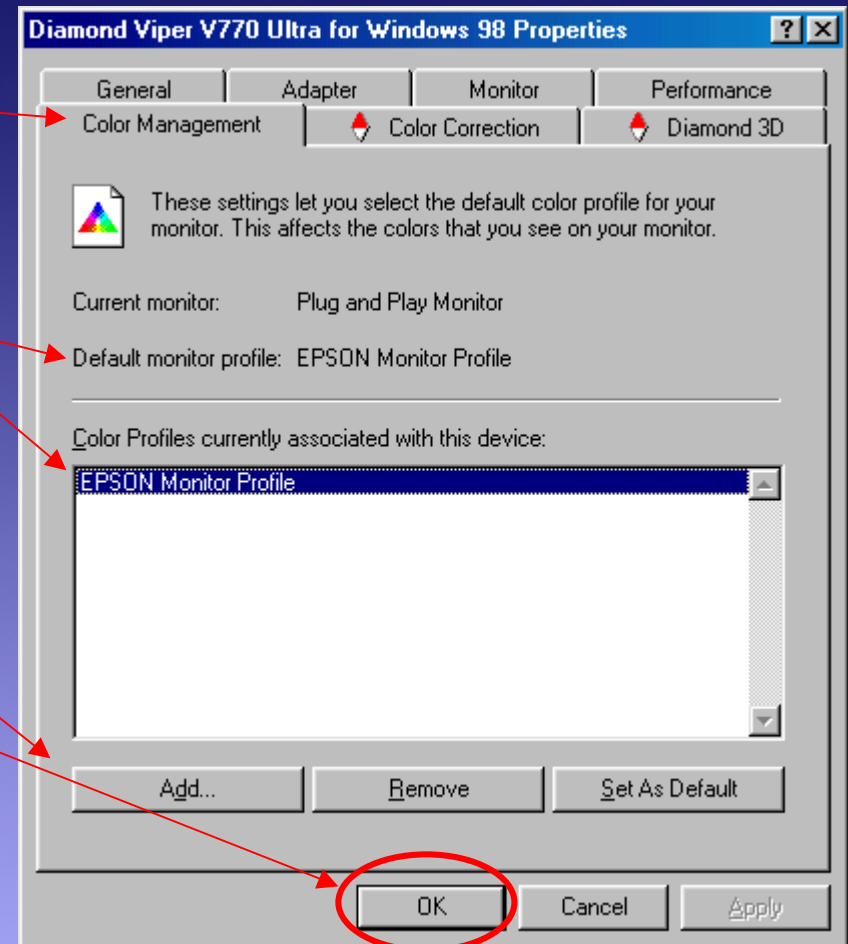 Diamond Viper V770 Ultra for Windows 98 Properties
General Adapter Monitor Performance
Color Management Color Correction Diamond 3D
These settings let you select the default color profile for your
monitor. This affects the colors that you see on your monitor.
Current monitor: Plug and Play Monitor
Default monitor profile: EPSON Monitor Profile
Color Profiles currently associated with this device:
EPSON Monitor Profile
Add... Remove Set As Default
OK Cancel Apply